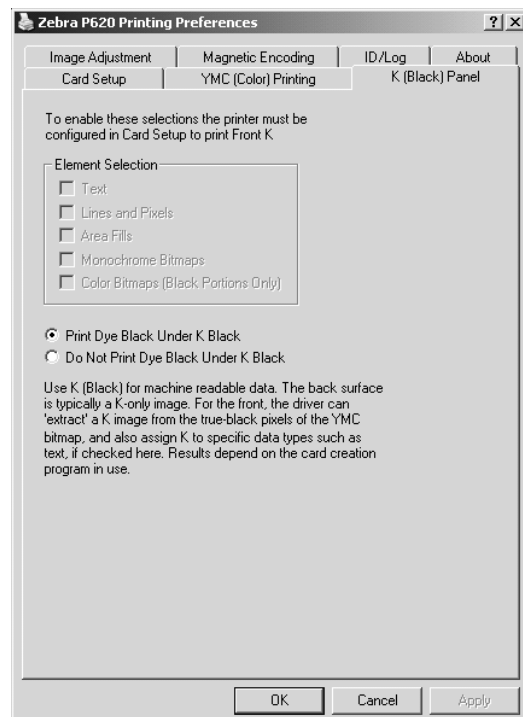 Zebra P620 Printing Preferences
Image Adjustment
Magnetic Encoding
ID/Log
About
Card Setup
YMC (Color) Printing
K (Black) Panel
To enable these selections the printer must be
configured in Card Setup to print Front K
Element Selection
Text
Lines and Pixels
Area Fills
Monochrome Bitmaps
Color Bitmaps (Black Portions Only)
Print Dye Black Under K Black
Do Not Print Dye Black Under K Black
Use K (Black) for machine readable data. The back surface
is typically a K-only image. For the front, the driver can
'extract' a K image from the true-black pixels of the YMC
bitmap, and also assign K to specific data types such as
text, if checked here. Results depend on the card creation
program in use.
OK
Cancel
Apply